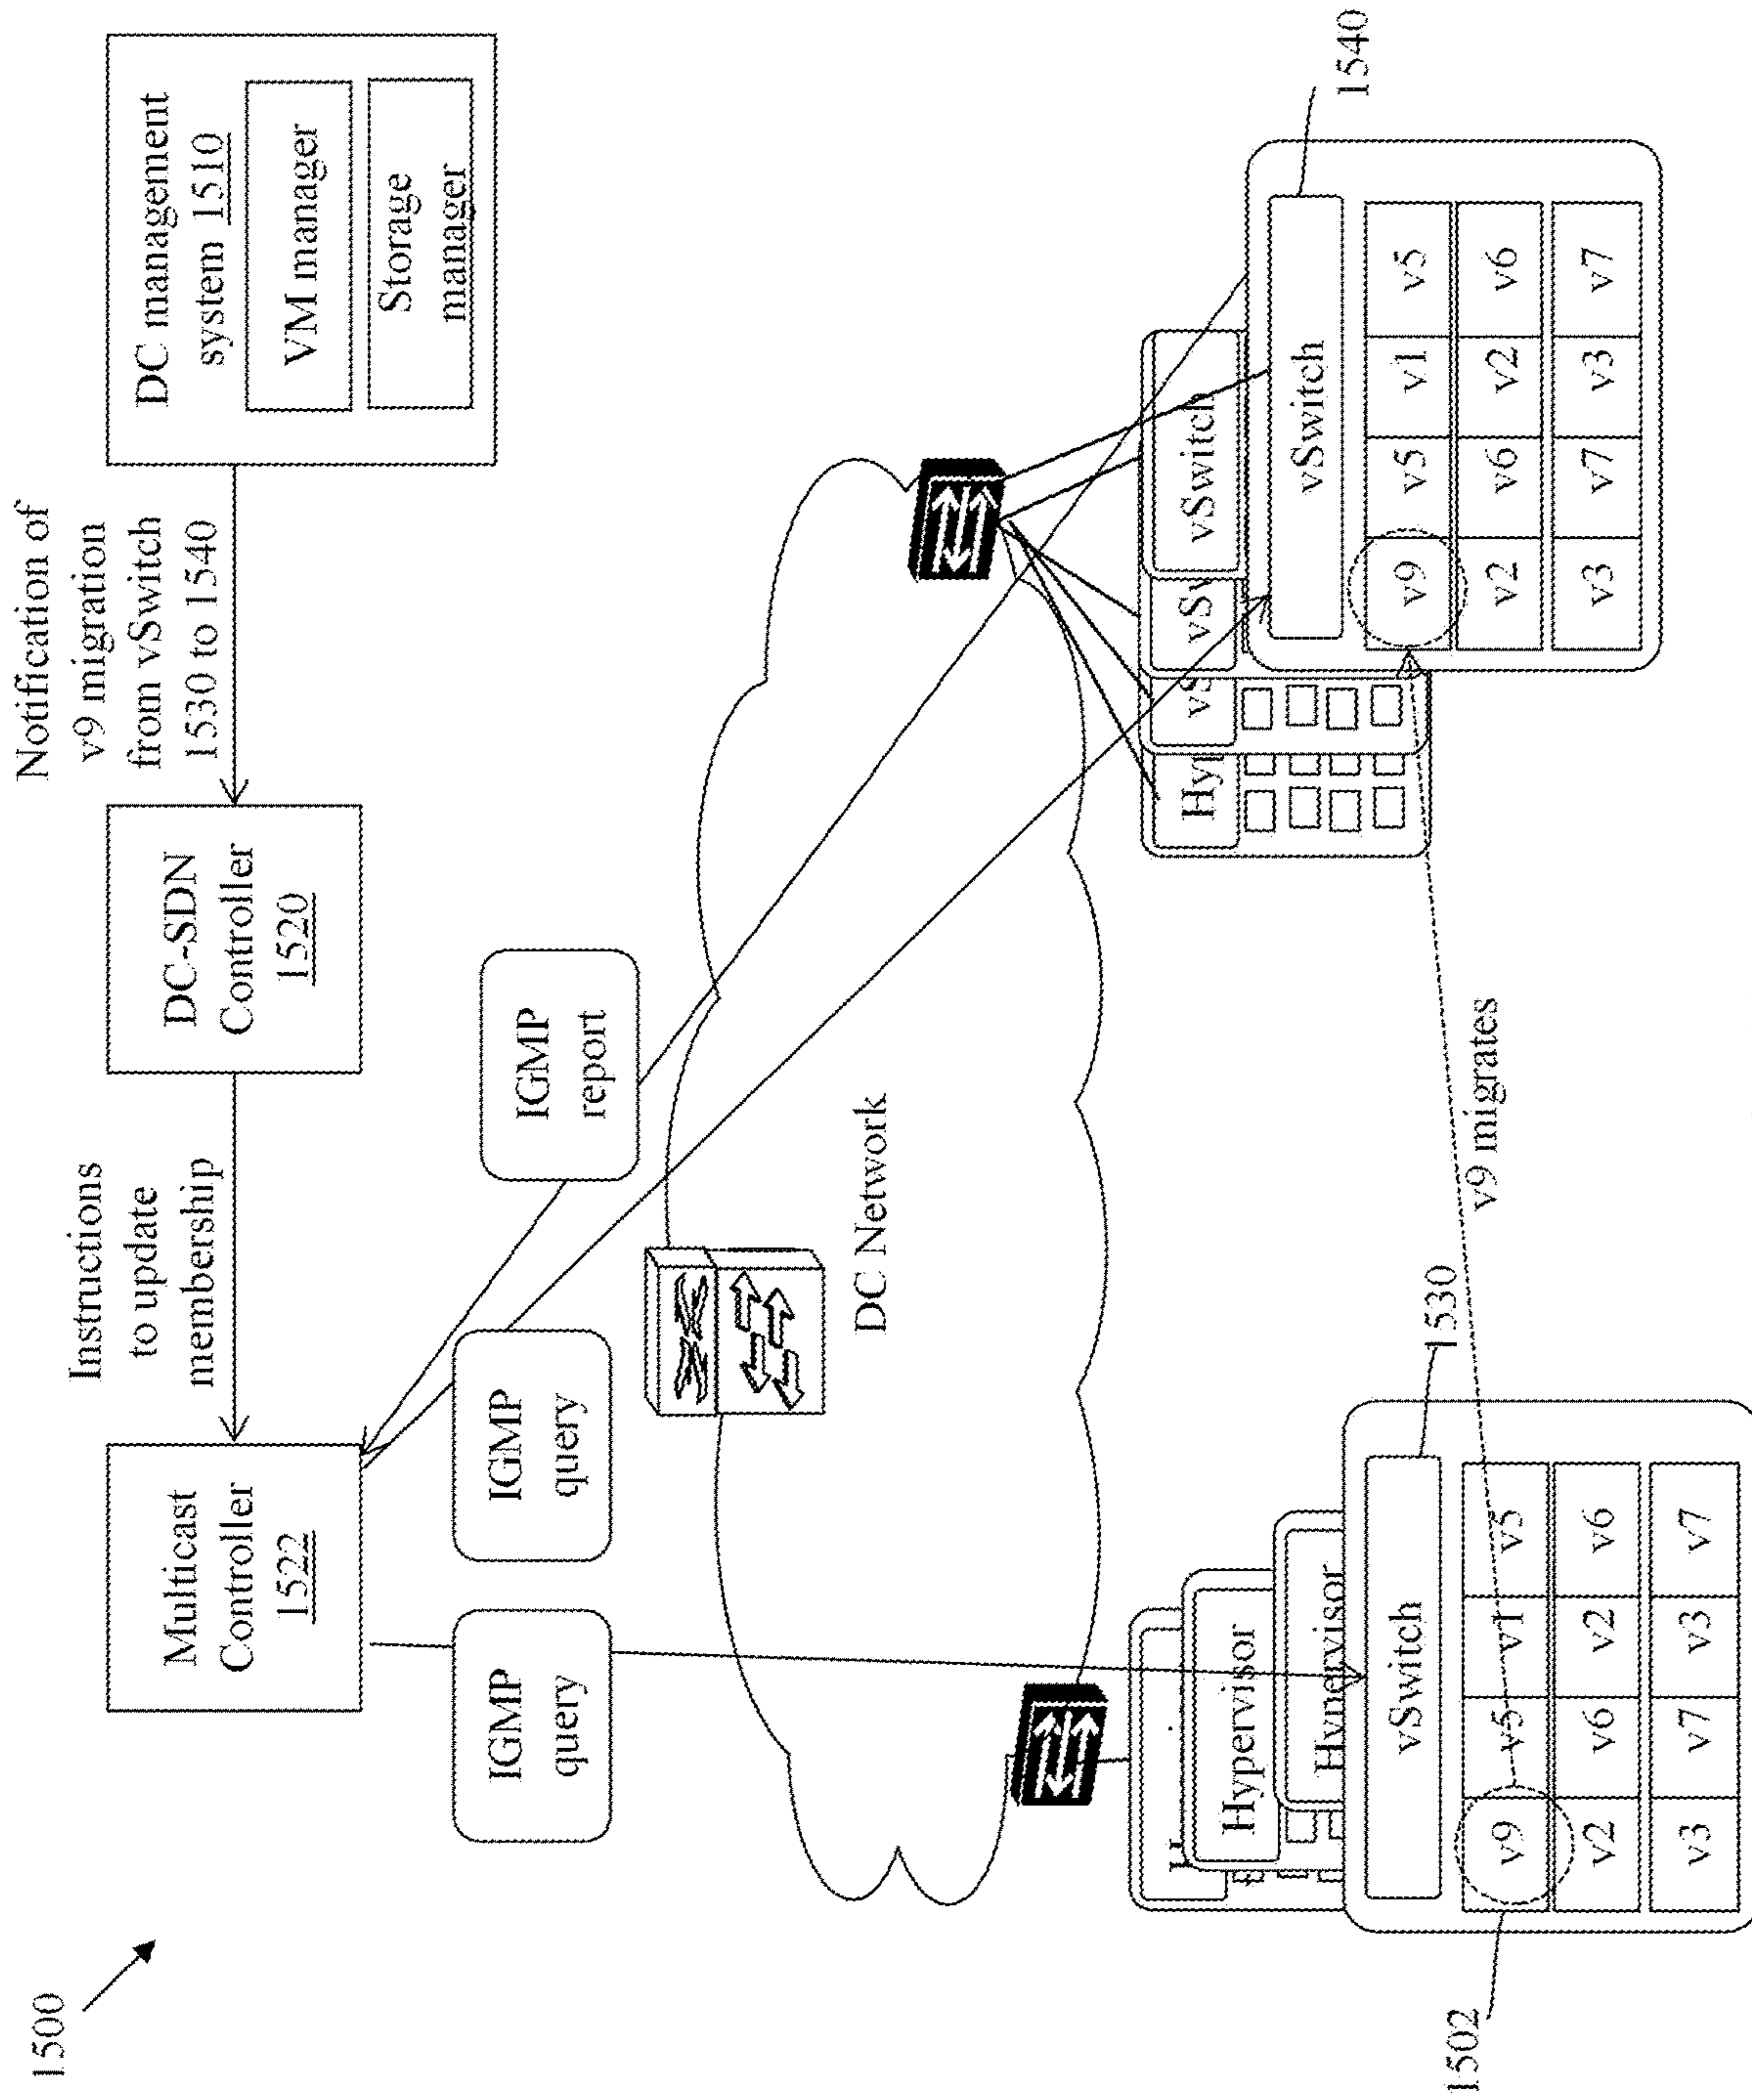 1500
Multicast
Controller
1522
Instructions
to update
membership
DC-SDN
Controller
1520
Notification of
v9 migration
from vSwitch
1530 to 1540
DC management
system 1510
VM manager
Storage
manager
IGMP
query
IGMP
query
IGMP
report
DC Network
Hypervisor
Hypervisor
vSwitch
1530
v9 v5 v1 v5
v2 v6 v2 v6
v3 v7 v3 v7
1502
v9 migrates
Hyp
vS
vSw
vSwitch
vSwitch
1540
v9 v5 v1 v5
v2 v6 v2 v6
v3 v7 v3 v7